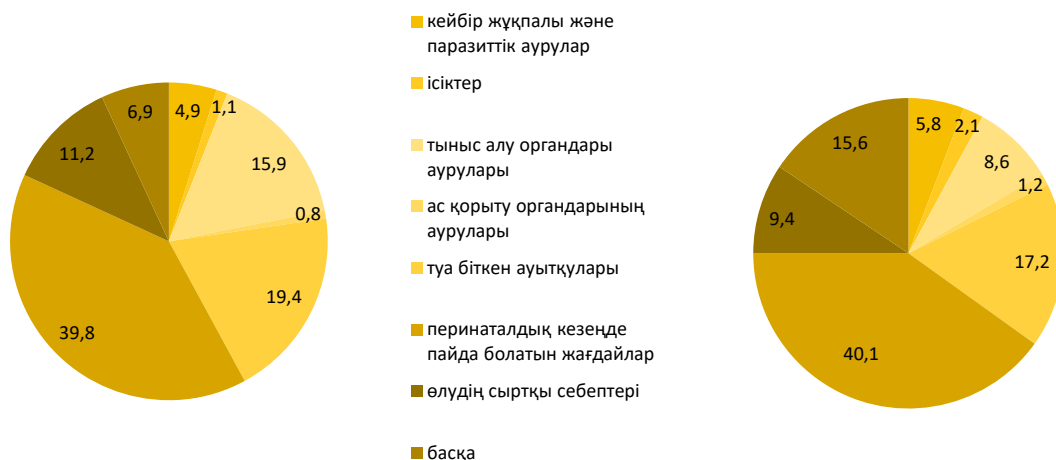 кейбір жұқпалы және
паразиттік аурулар
ісіктер
тыныс алу органдары
аурулары
ас қорыту органдарының
аурулары
туа біткен ауытқулары
перинаталдық кезеңде
пайда болатын жағдайлар
өлудің сыртқы себептері
басқа
4,9
1,1
15,9
0,8
19,4
39,8
11,2
6,9
5,8
2,1
8,6
1,2
17,2
40,1
9,4
15,6